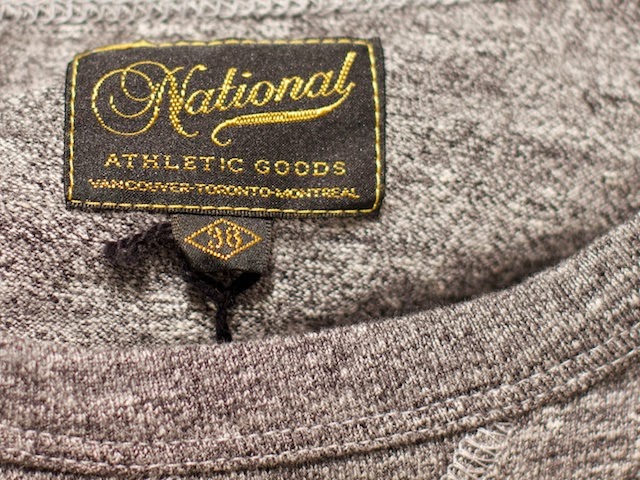 National
ATHLETIC GOODS
VANCOUVER-TORONTO-MONTREAL
38